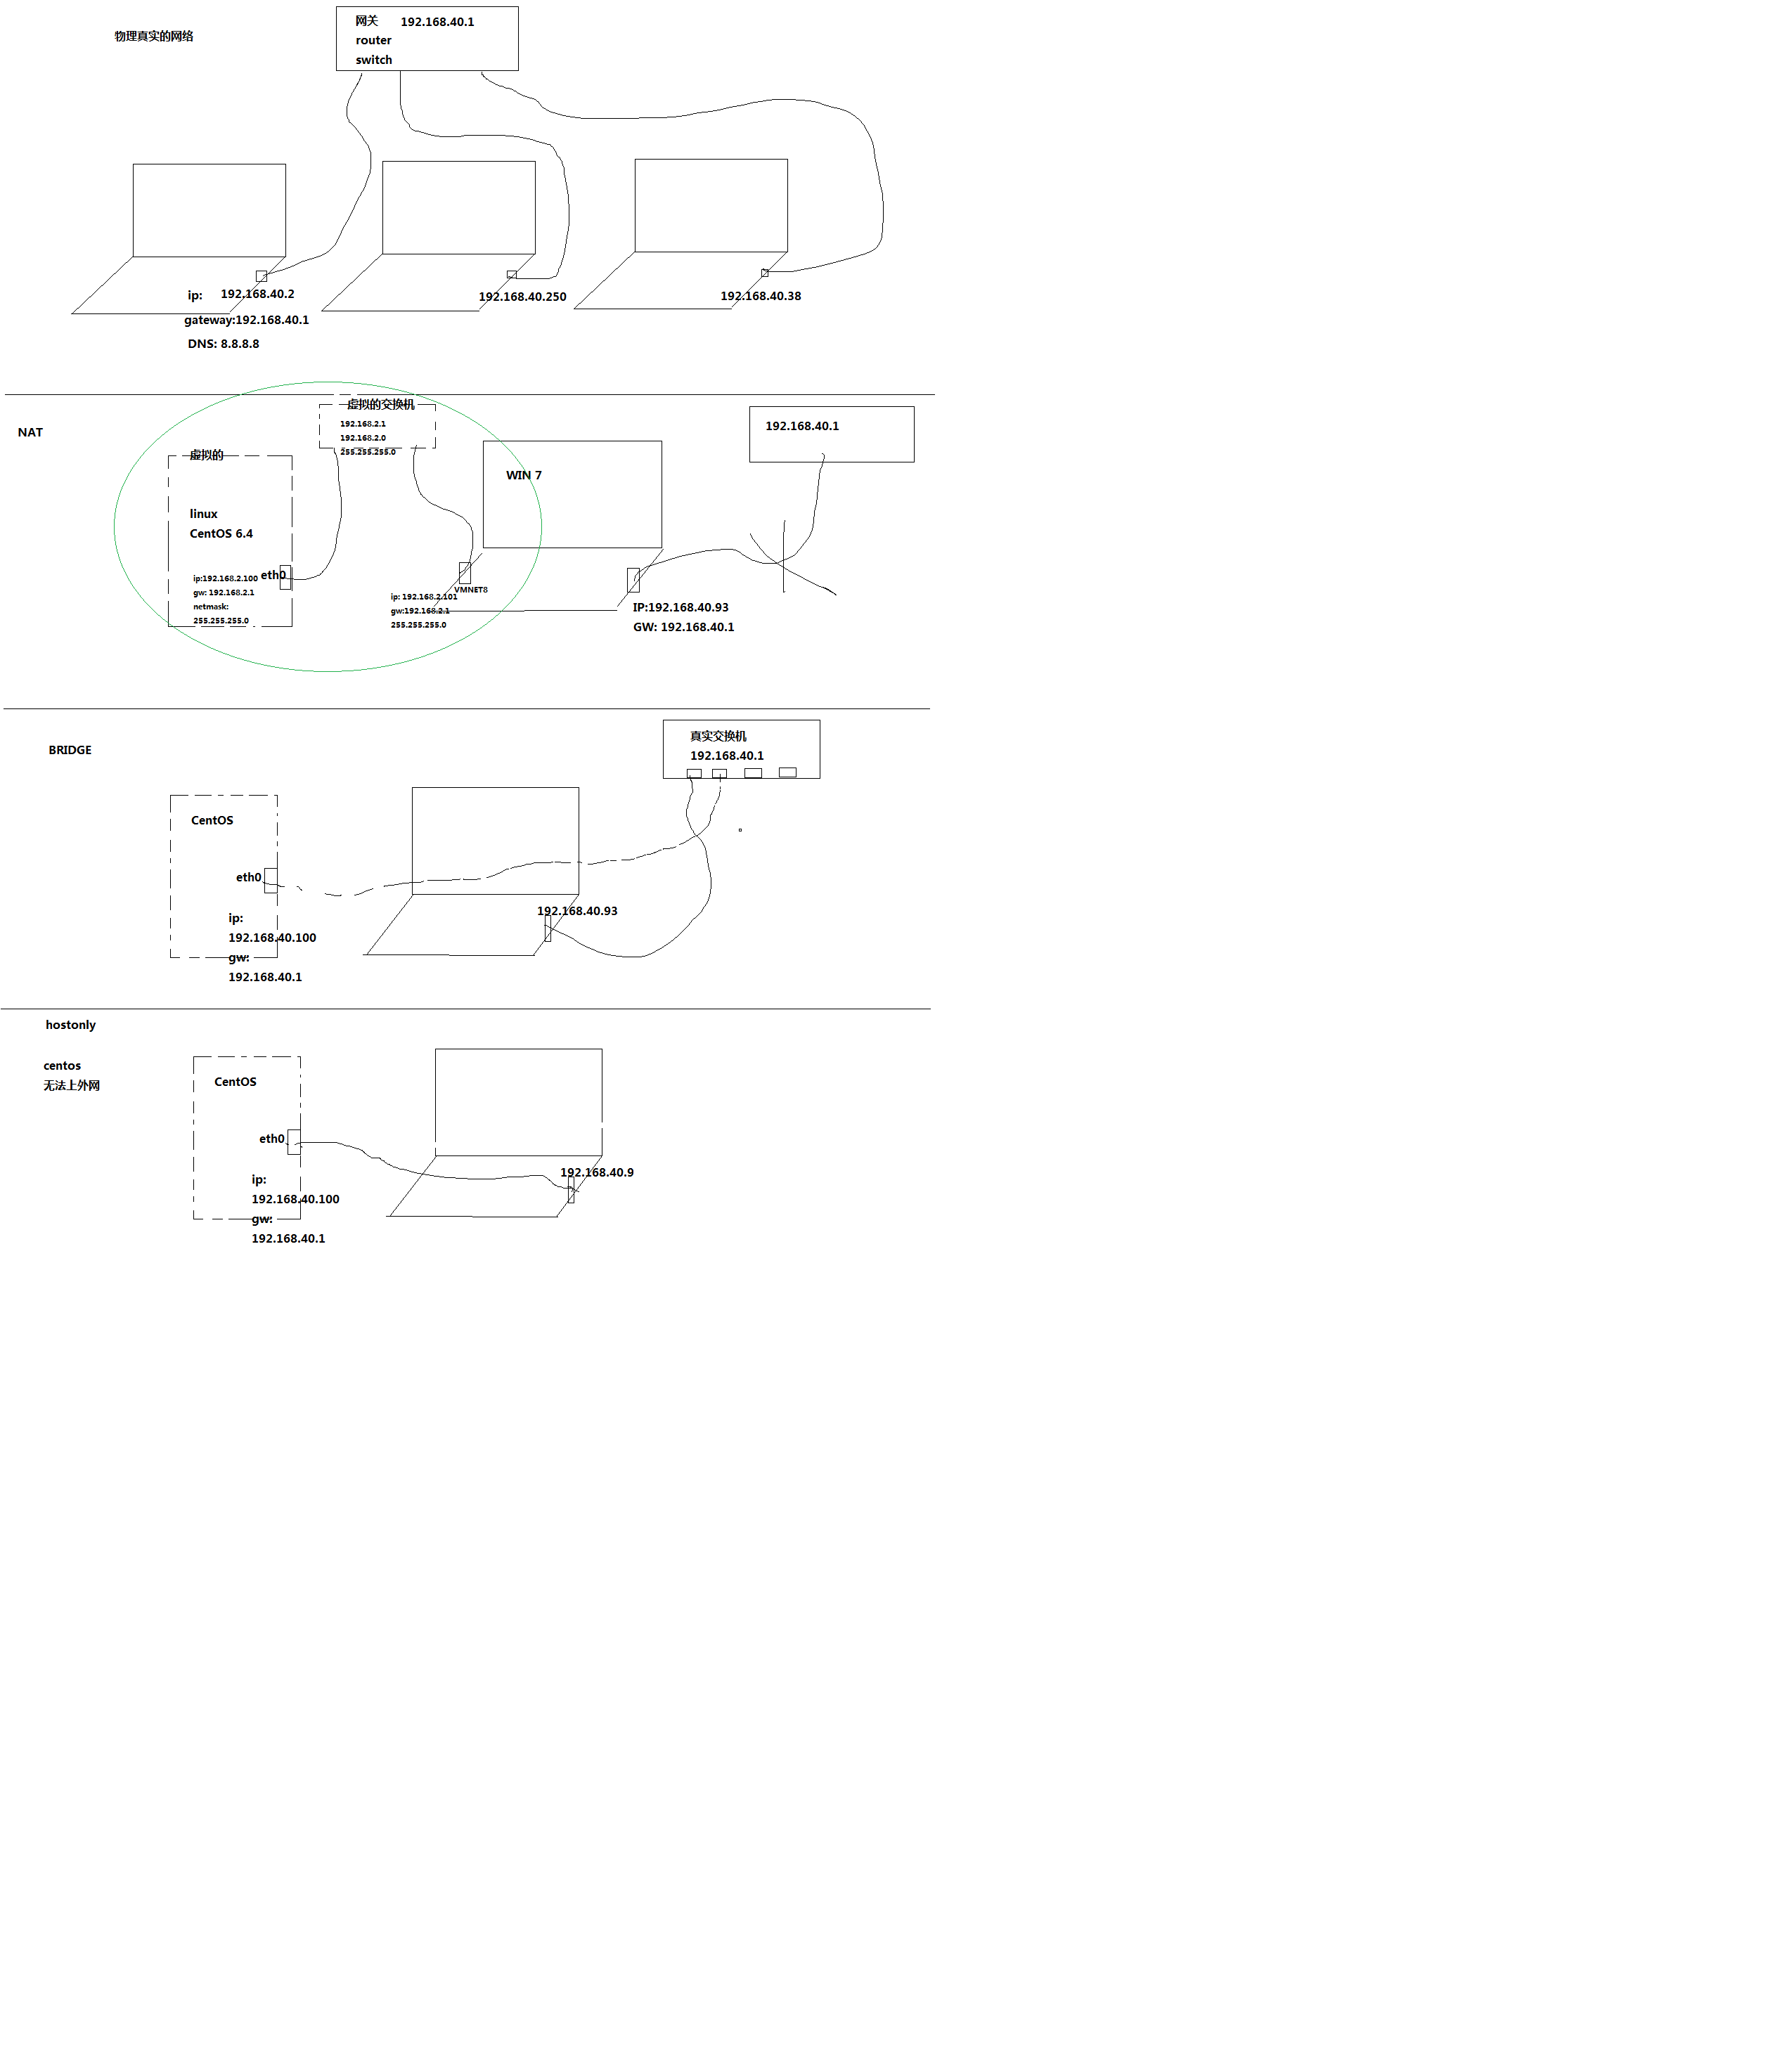 物理真实的网络
网关 192.168.40.1
router
switch
ip: 192.168.40.2
gateway:192.168.40.1
DNS: 8.8.8.8
192.168.40.250
192.168.40.38
NAT
虚拟的交换机
192.168.2.1
192.168.2.0
255.255.255.0
虚拟的
linux
CentOS 6.4
eth0
ip:192.168.2.100
gw: 192.168.2.1
netmask:
255.255.255.0
WIN 7
VMNET8
ip: 192.168.2.101
gw:192.168.2.1
255.255.255.0
192.168.40.1
IP:192.168.40.93
GW: 192.168.40.1
BRIDGE
真实交换机
192.168.40.1
CentOS
eth0
ip:
192.168.40.100
gw:
192.168.40.1
192.168.40.93
hostonly
centos
无法上外网
CentOS
eth0
ip:
192.168.40.100
gw:
192.168.40.1
192.168.40.9